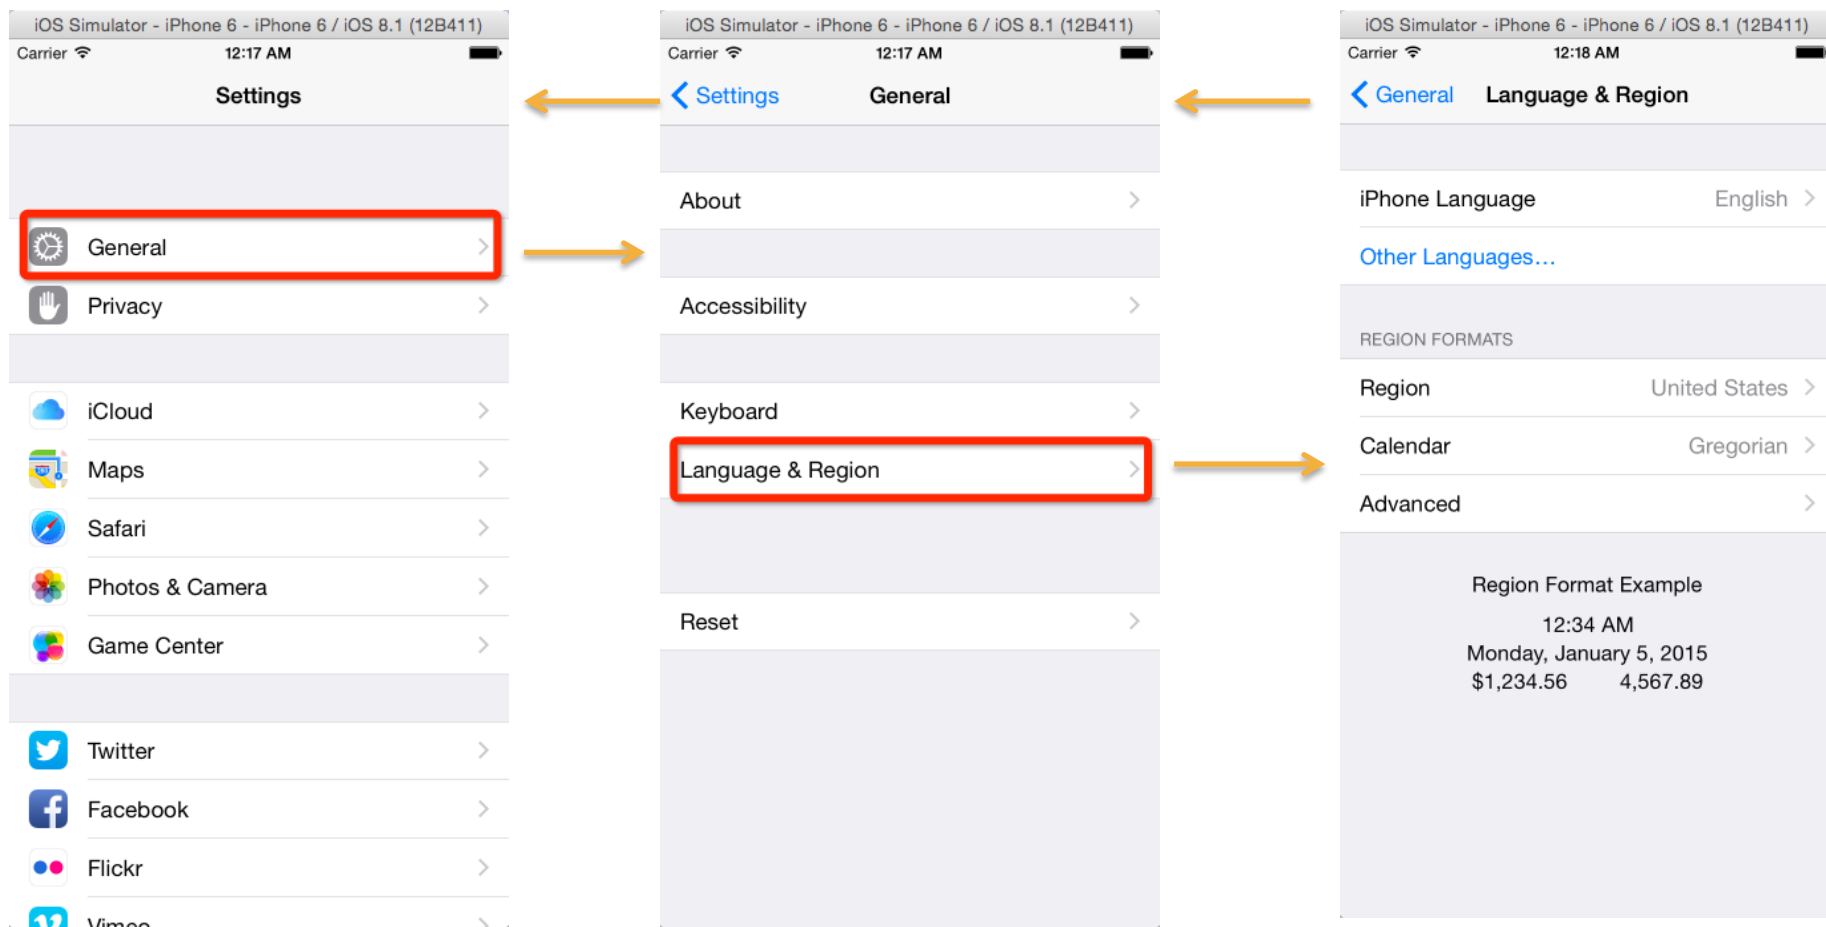 iOS Simulator - iPhone 6 - iPhone 6 / iOS 8.1 (12B411)
Carrier 12:17 AM
Settings
General
Privacy
iCloud
Maps
Safari
Photos & Camera
Game Center
Twitter
Facebook
Flickr
Vimeo
iOS Simulator - iPhone 6 - iPhone 6 / iOS 8.1 (12B411)
Carrier 12:17 AM
Settings General
About
Accessibility
Keyboard
Language & Region
Reset
iOS Simulator - iPhone 6 - iPhone 6 / iOS 8.1 (12B411)
Carrier 12:18 AM
General Language & Region
iPhone Language English
Other Languages...
REGION FORMATS
Region United States
Calendar Gregorian
Advanced
Region Format Example
12:34 AM
Monday, January 5, 2015
$1,234.56 4,567.89